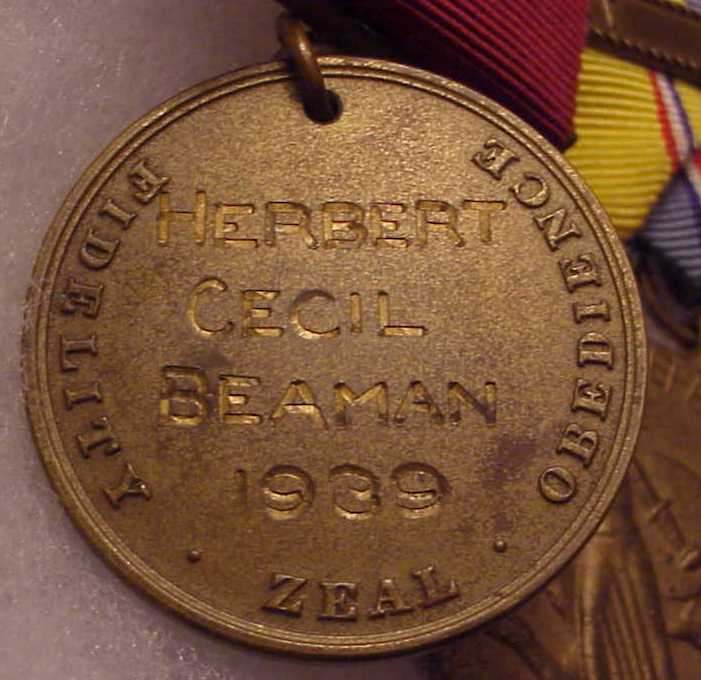 FIDELITY
OBEDIENCE
HERBERT
CECIL
BEAMAN
1939
ZEAL